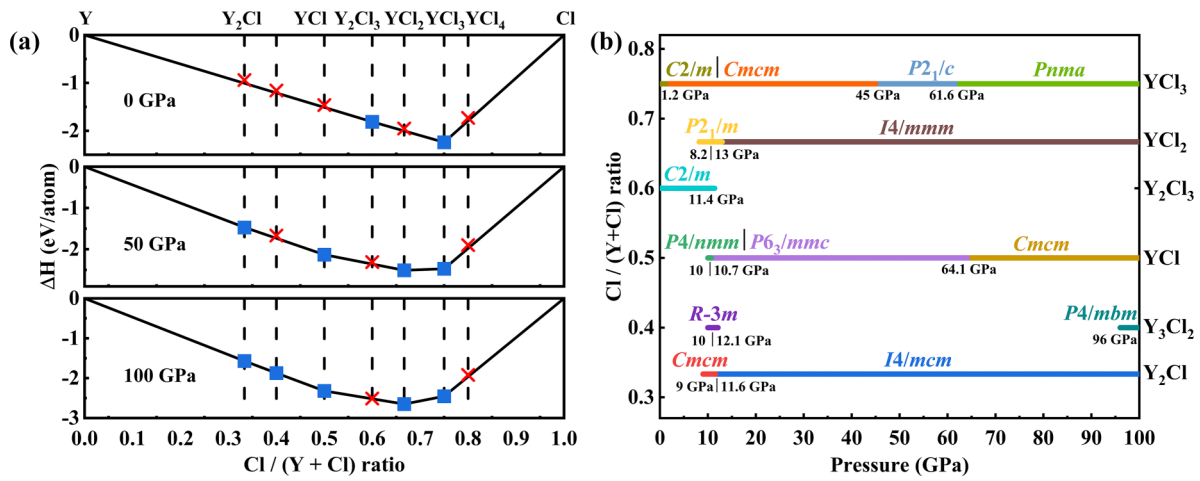 (a)
Y Y₂Cl YCl Y₂Cl₃ YCl₂ YCl₃ YCl₄ Cl
0
-1
-2
0 GPa
0
-1
-2
50 GPa
0
-1
-2
-3
100 GPa
ΔH (eV/atom)
0.0 0.1 0.2 0.3 0.4 0.5 0.6 0.7 0.8 0.9 1.0
Cl / (Y + Cl) ratio
(b)
0.8
0.7
0.6
0.5
0.4
0.3
Cl / (Y+Cl) ratio
C2/m | Cmcm P2₁/c Pnma YCl₃
1.2 GPa 45 GPa 61.6 GPa
P2₁/m I4/mmm YCl₂
8.2 | 13 GPa
C2/m Y₂Cl₃
11.4 GPa
P4/nmm | P6₃/mmc Cmcm YCl
10 | 10.7 GPa 64.1 GPa
R-3m P4/mbm Y₃Cl₂
10 | 12.1 GPa 96 GPa
Cmcm I4/mcm Y₂Cl
9 GPa | 11.6 GPa
0 10 20 40 60 80 100
Pressure (GPa)